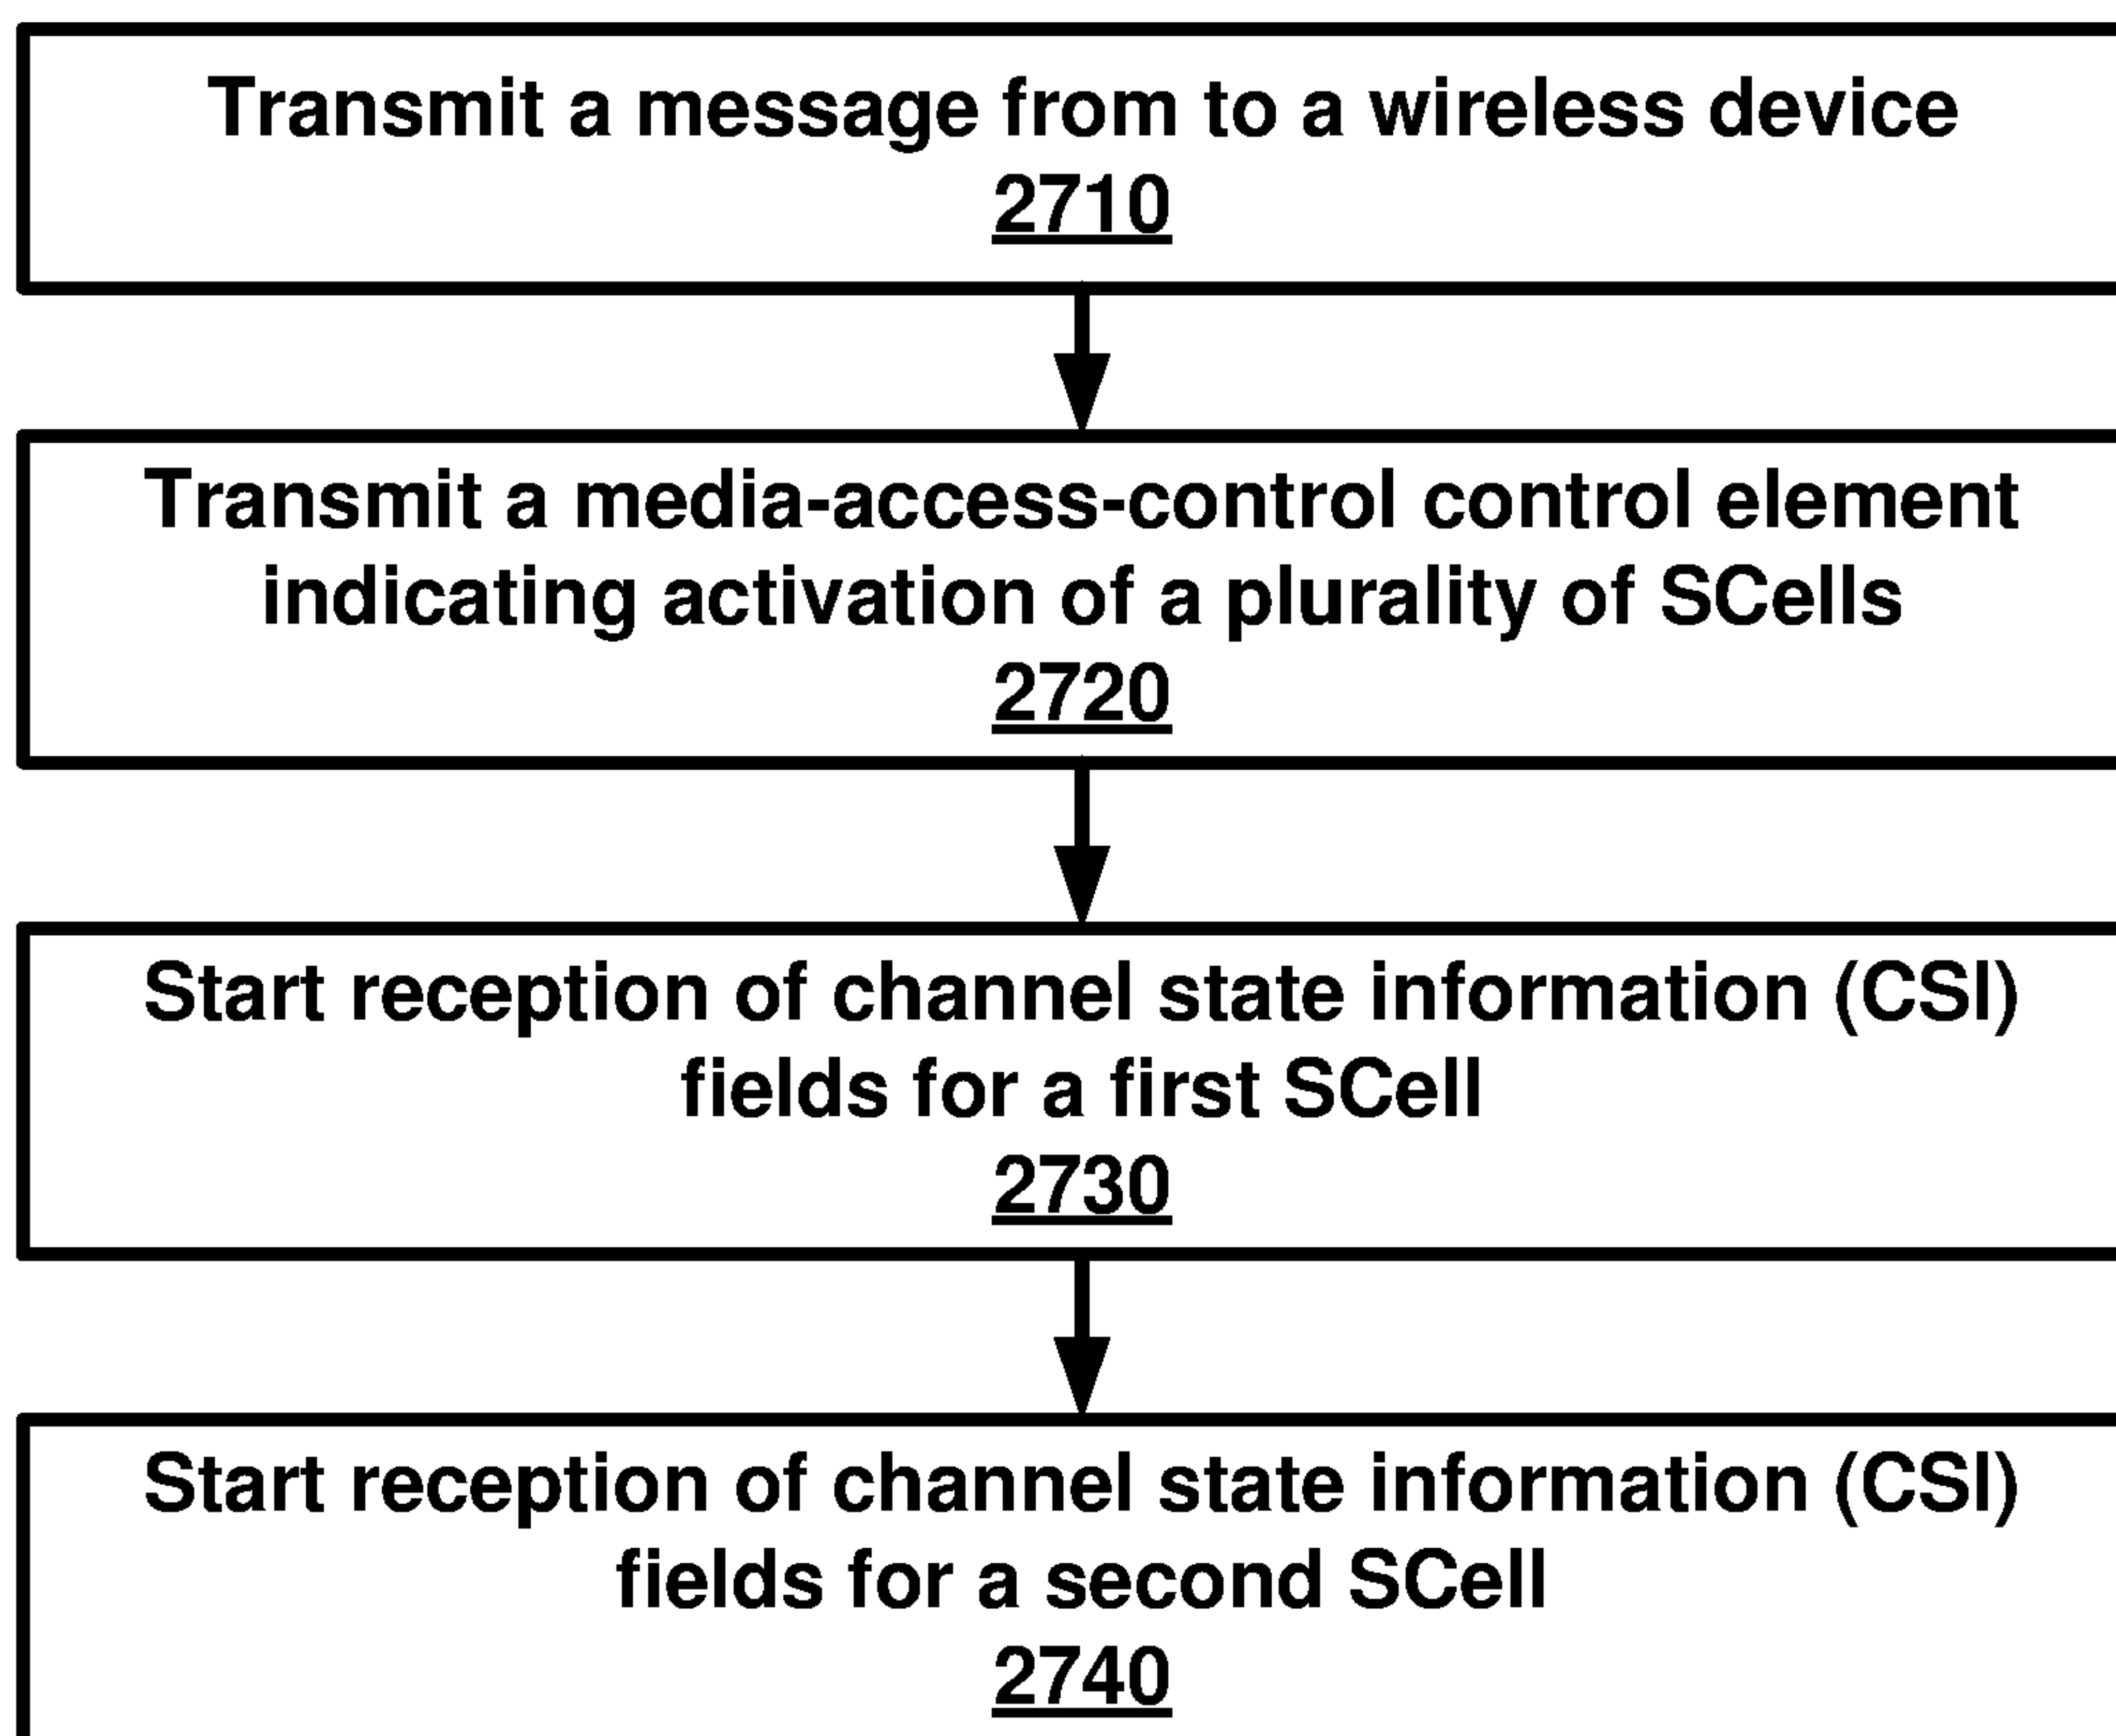 Transmit a message from to a wireless device
2710
Transmit a media-access-control control element
indicating activation of a plurality of SCells
2720
Start reception of channel state information (CSI)
fields for a first SCell
2730
Start reception of channel state information (CSI)
fields for a second SCell
2740